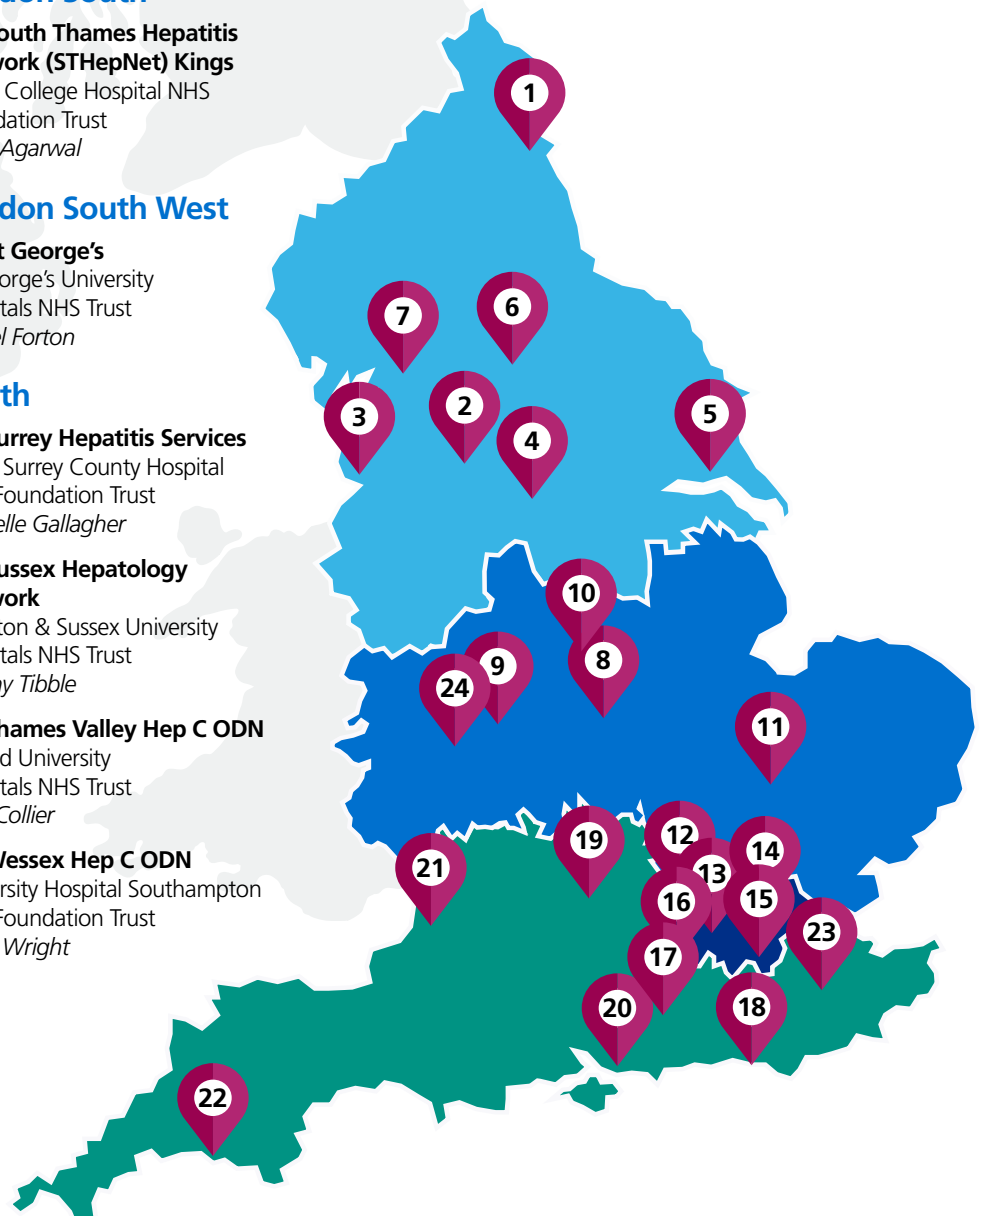 don South
outh Thames Hepatitis
work (STHepNet) Kings
College Hospital NHS
dation Trust
Agarwal
don South West
t George’s
orge’s University
tals NHS Trust
el Forton
th
urrey Hepatitis Services
Surrey County Hospital
Foundation Trust
elle Gallagher
ussex Hepatology
work
ton & Sussex University
tals NHS Trust
y Tibble
hames Valley Hep C ODN
d University
tals NHS Trust
Collier
Wessex Hep C ODN
rsity Hospital Southampton
Foundation Trust
Wright
1
6
7
2
3
5
4
10
8
9
24
11
12
19
14
21
13
15
16
23
17
18
20
22